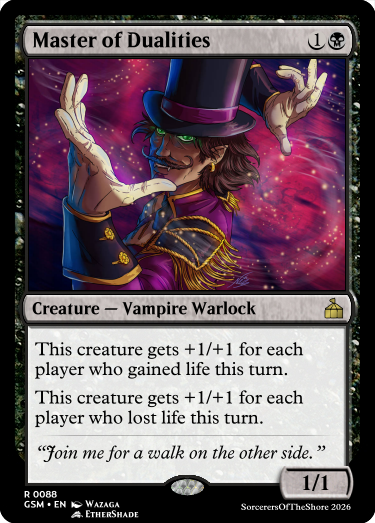 Master of Dualities
1
Creature — Vampire Warlock
This creature gets +1/+1 for each
player who gained life this turn.
This creature gets +1/+1 for each
player who lost life this turn.
“Join me for a walk on the other side.”
1/1
R 0088
GSM • EN Wazaga
EtherShade
SorcerersOfTheShore 2026